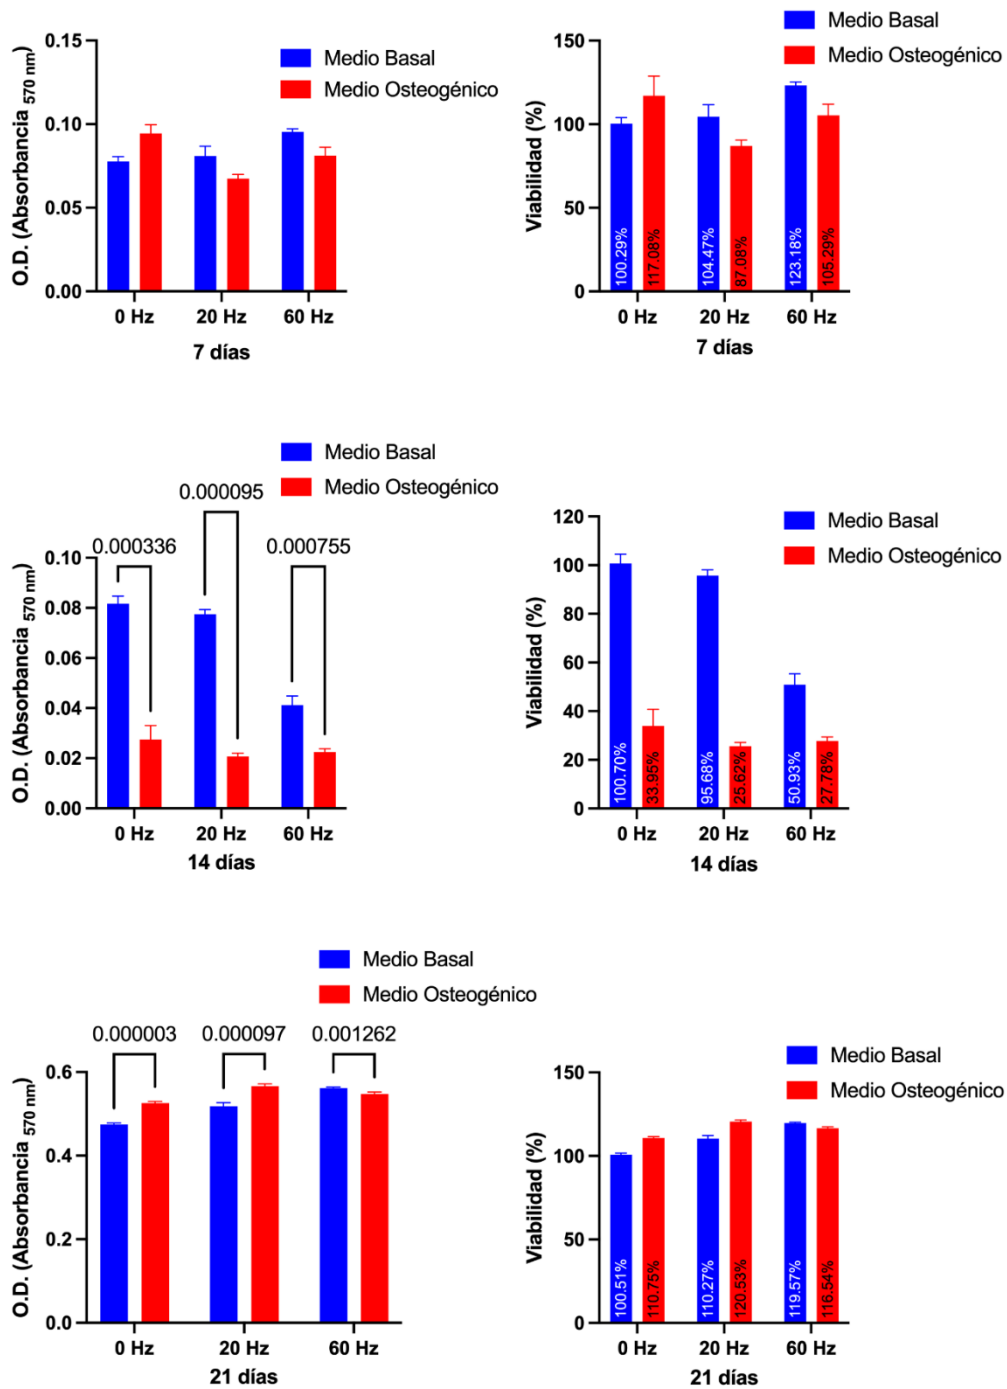 O.D. (Absorbancia 570 nm)
0.15
0.10
0.05
0.00
Medio Basal
Medio Osteogénico
0 Hz
20 Hz
60 Hz
7 días
Viabilidad (%)
150
100
50
0
Medio Basal
Medio Osteogénico
100.29%
117.08%
104.47%
87.08%
123.18%
105.29%
0 Hz
20 Hz
60 Hz
7 días
O.D. (Absorbancia 570 nm)
0.10
0.08
0.06
0.04
0.02
0.00
Medio Basal
Medio Osteogénico
0.000336
0.000095
0.000755
0 Hz
20 Hz
60 Hz
14 días
Viabilidad (%)
120
100
80
60
40
20
0
Medio Basal
Medio Osteogénico
100.70%
33.95%
95.68%
25.62%
50.93%
27.78%
0 Hz
20 Hz
60 Hz
14 días
O.D. (Absorbancia 570 nm)
0.6
0.4
0.2
0.0
Medio Basal
Medio Osteogénico
0.000003
0.000097
0.001262
0 Hz
20 Hz
60 Hz
21 días
Viabilidad (%)
150
100
50
0
Medio Basal
Medio Osteogénico
100.51%
110.75%
110.27%
120.53%
119.57%
116.54%
0 Hz
20 Hz
60 Hz
21 días